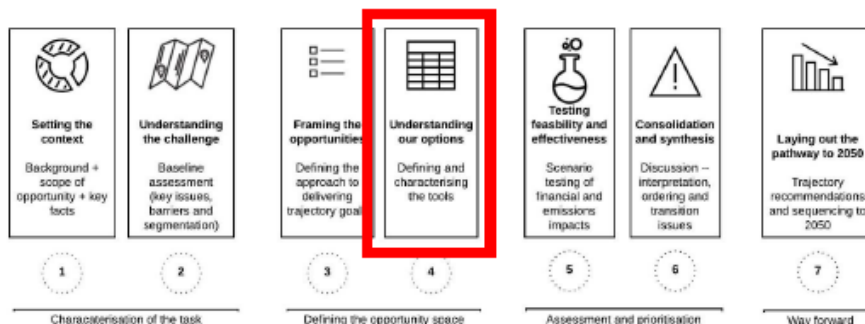 Setting the
context
Background +
scope of
opportunity + key
facts
1
Understanding
the challenge
Baseline
assessment
(key issues,
barriers and
segmentation)
2
Characaterisation of the task
Framing the
opportunities
Defining the
approach to
delivering
trajectory goal
3
Understanding
our options
Defining and
characterising
the tools
4
Defining the opportunity space
Testing
feasbility and
effectiveness
Scenario
testing of
financial and
emissions
impacts
5
Consolidation
and synthesis
Discussion --
interpretation,
ordering and
transition
issues
6
Assessment and prioritisation
Laying out the
pathway to 2050
Trajectory
recommendations
and sequencing to
2050
7
Way forward